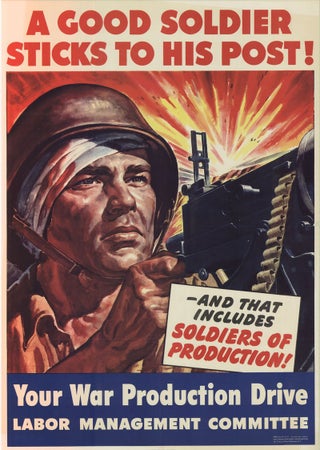 A GOOD SOLDIER
STICKS TO HIS POST!
—AND THAT
INCLUDES
SOLDIERS OF
PRODUCTION!
Your War Production Drive
LABOR MANAGEMENT COMMITTEE